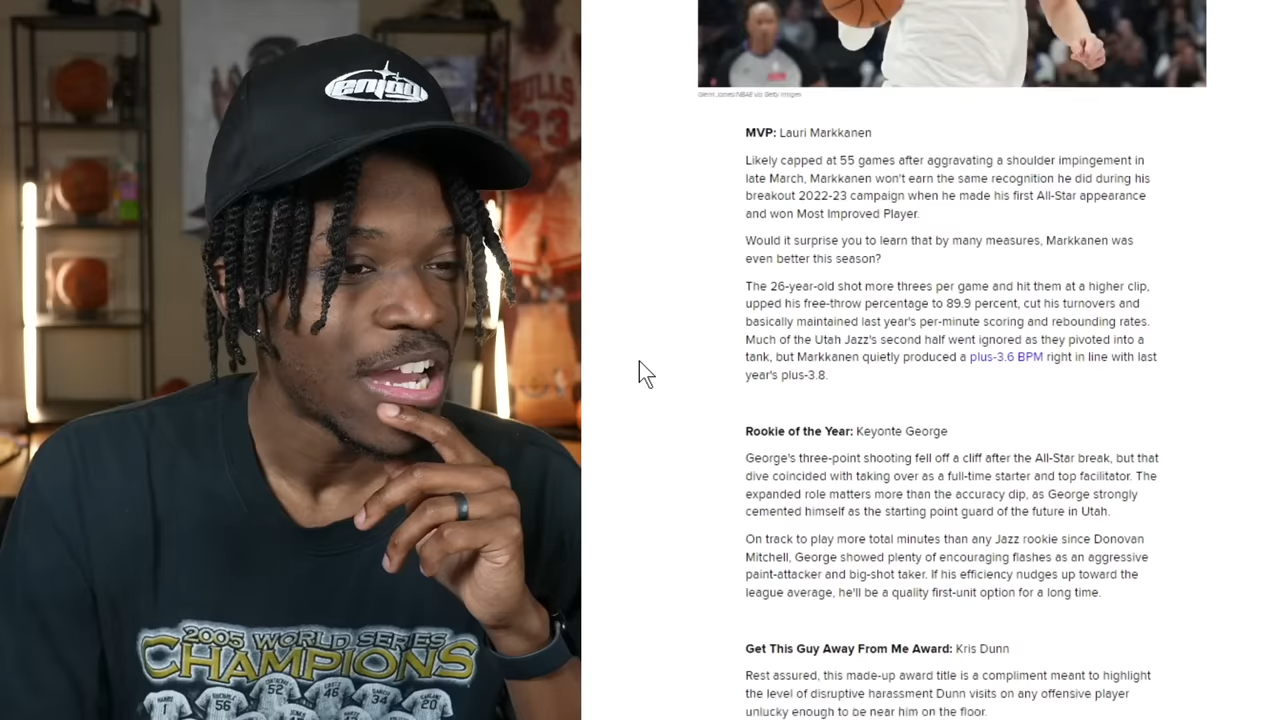 enjoy
BULLS
23
2005 WORLD SERIES
CHAMPIONS
52
46
34
20
1
56
Glenn James/NBAE via Getty Images
MVP: Lauri Markkanen
Likely capped at 55 games after aggravating a shoulder impingement in
late March, Markkanen won't earn the same recognition he did during his
breakout 2022-23 campaign when he made his first All-Star appearance
and won Most Improved Player.
Would it surprise you to learn that by many measures, Markkanen was
even better this season?
The 26-year-old shot more threes per game and hit them at a higher clip,
upped his free-throw percentage to 89.9 percent, cut his turnovers and
basically maintained last year's per-minute scoring and rebounding rates.
Much of the Utah Jazz's second half went ignored as they pivoted into a
tank, but Markkanen quietly produced a plus-3.6 BPM right in line with last
year's plus-3.8.
Rookie of the Year: Keyonte George
George's three-point shooting fell off a cliff after the All-Star break, but that
dive coincided with taking over as a full-time starter and top facilitator. The
expanded role matters more than the accuracy dip, as George strongly
cemented himself as the starting point guard of the future in Utah.
On track to play more total minutes than any Jazz rookie since Donovan
Mitchell, George showed plenty of encouraging flashes as an aggressive
paint-attacker and big-shot taker. If his efficiency nudges up toward the
league average, he'll be a quality first-unit option for a long time.
Get This Guy Away From Me Award: Kris Dunn
Rest assured, this made-up award title is a compliment meant to highlight
the level of disruptive harassment Dunn visits on any offensive player
unlucky enough to be near him on the floor.